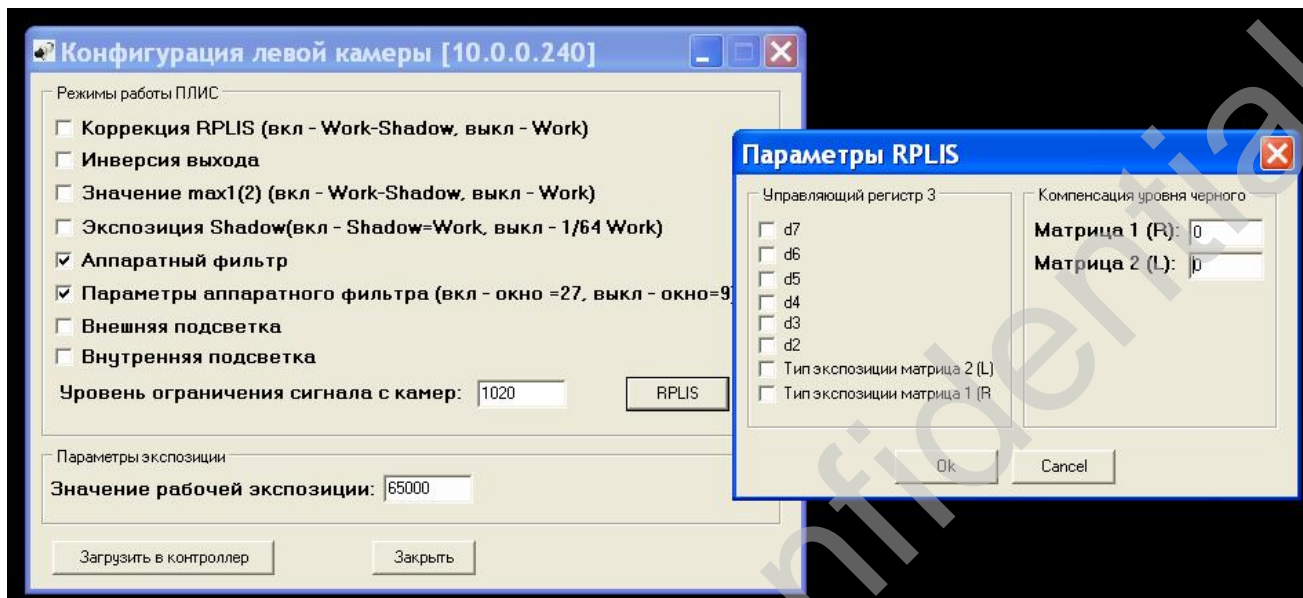 Конфигурация левой камеры [10.0.0.240]
Режимы работы ПЛИС
Коррекция RPLIS (вкл - Work-Shadow, выкл - Work)
Инверсия выхода
Значение max1(2) (вкл - Work-Shadow, выкл - Work)
Экспозиция Shadow(вкл - Shadow=Work, выкл - 1/64 Work)
Аппаратный фильтр
Параметры аппаратного фильтра (вкл - окно =27, выкл - окно=9)
Внешняя подсветка
Внутренняя подсветка
Уровень ограничения сигнала с камер: 1020
RPLIS
Параметры экспозиции
Значение рабочей экспозиции: 65000
Загрузить в контроллер
Закрыть
Параметры RPLIS
Управляющий регистр 3
d7
d6
d5
d4
d3
d2
Тип экспозиции матрица 2 (L)
Тип экспозиции матрица 1 (R
Компенсация уровня черного
Матрица 1 (R): 0
Матрица 2 (L): 0
Ok
Cancel
nfidential